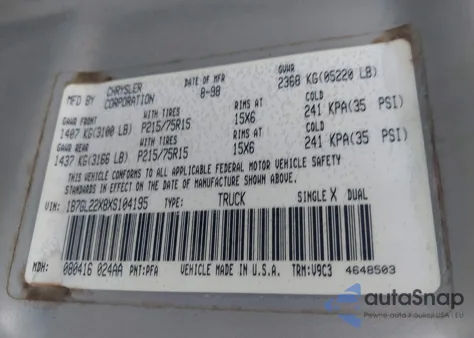 MFD BY CHRYSLER CORPORATION DATE OF MFR 8-98 GVWR 2368 KG(05220 LB)
GAWR FRONT WITH TIRES RIMS AT COLD
1407 KG(3100 LB) P215/75R15 15X6 241 KPA(35 PSI)
GAWR REAR WITH TIRES RIMS AT COLD
1437 KG(3166 LB) P215/75R15 15X6 241 KPA(35 PSI)
THIS VEHICLE CONFORMS TO ALL APPLICABLE FEDERAL MOTOR VEHICLE SAFETY
STANDARDS IN EFFECT ON THE DATE OF MANUFACTURE SHOWN ABOVE.
VIN: 1B7GL22X8XS104195 TYPE: TRUCK SINGLE X DUAL
MDH: 080416 024AA PNT:PFA VEHICLE MADE IN U.S.A. TRM:V9C3 4648503
autoSnap